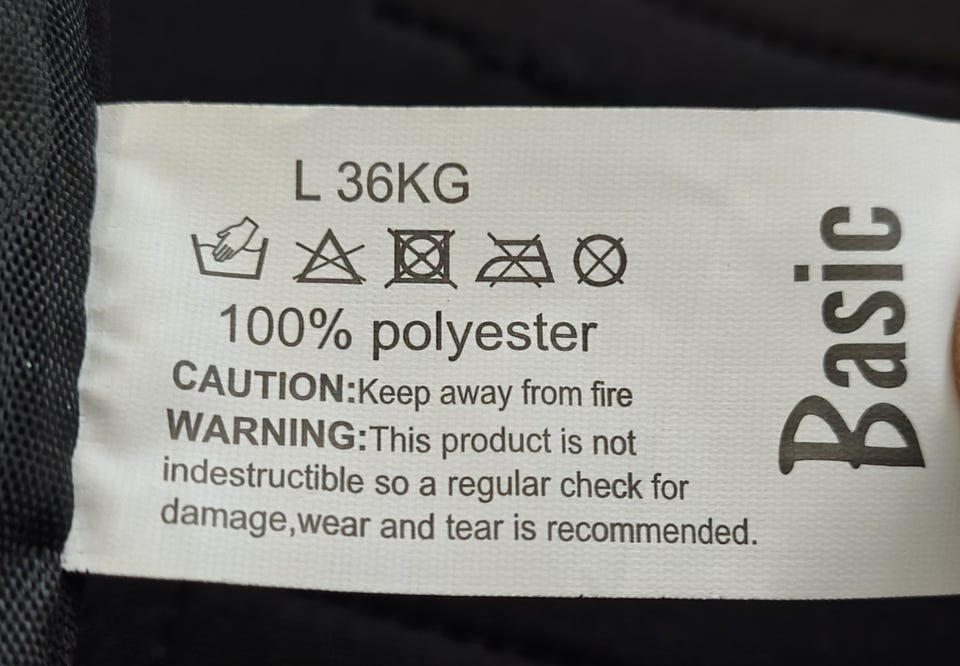 L 36KG
100% polyester
CAUTION:Keep away from fire
WARNING:This product is not
indestructible so a regular check for
damage,wear and tear is recommended.
Basic